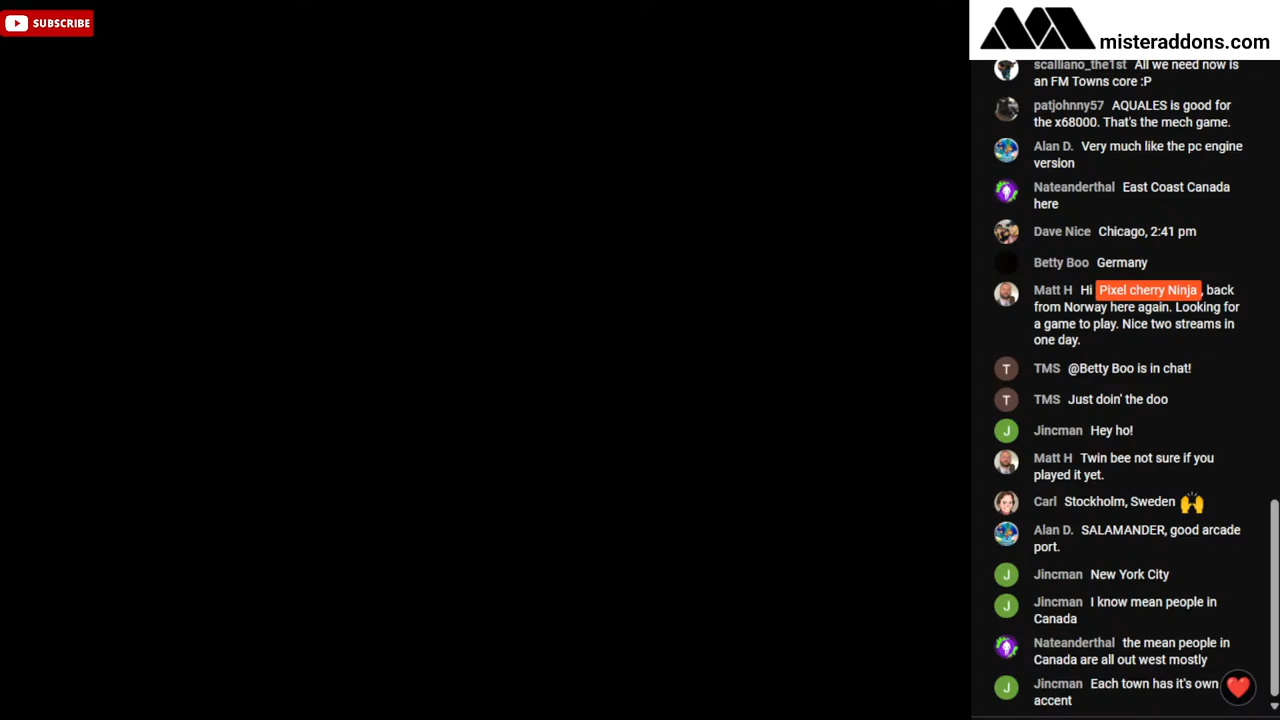 SUBSCRIBE
misteraddons.com
scalliano_the1st All we need now is
an FM Towns core :P
patjohnny57 AQUALES is good for
the x68000. That's the mech game.
Alan D. Very much like the pc engine
version
Nateanderthal East Coast Canada
here
Dave Nice Chicago, 2:41 pm
Betty Boo Germany
Matt H Hi Pixel cherry Ninja, back
from Norway here again. Looking for
a game to play. Nice two streams in
one day.
T TMS @Betty Boo is in chat!
T TMS Just doin' the doo
J Jincman Hey ho!
Matt H Twin bee not sure if you
played it yet.
Carl Stockholm, Sweden 🙌
Alan D. SALAMANDER, good arcade
port.
J Jincman New York City
J Jincman I know mean people in
Canada
Nateanderthal the mean people in
Canada are all out west mostly
J Jincman Each town has it's own
accent